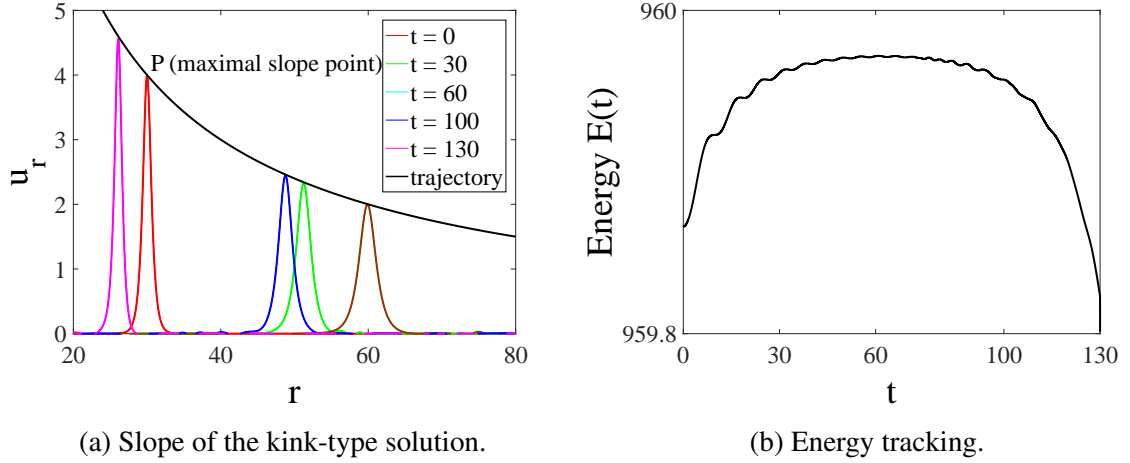 5
4
3
2
1
0
20
40
60
80
u_r
r
P (maximal slope point)
t = 0
t = 30
t = 60
t = 100
t = 130
trajectory
(a) Slope of the kink-type solution.
960
959.8
Energy E(t)
0
30
60
100
130
t
(b) Energy tracking.